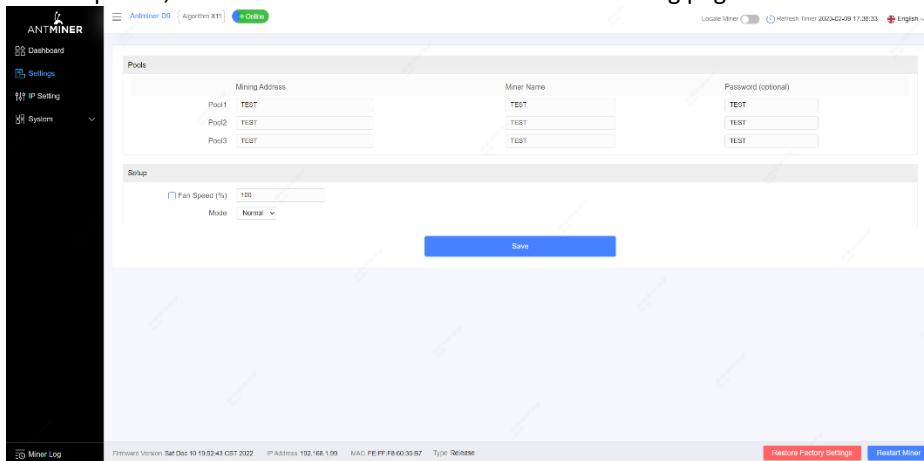 ANTMINER
Antminer D9 Algorithm X11 Online
Locate Miner Refresh Timer 2023-02-09 17:38:33 English
Dashboard
Settings
IP Setting
System
Pools
Mining Address Miner Name Password (optional)
Pool1 TEST TEST TEST
Pool2 TEST TEST TEST
Pool3 TEST TEST TEST
Setup
Fan Speed (%) 100
Mode Normal
Save
Miner Log
Firmware Version Sat Dec 10 19:52:43 CST 2022 IP Address 192.168.1.99 MAC FE:FF:F8:60:35:B7 Type Release
Restore Factory Settings Restart Miner